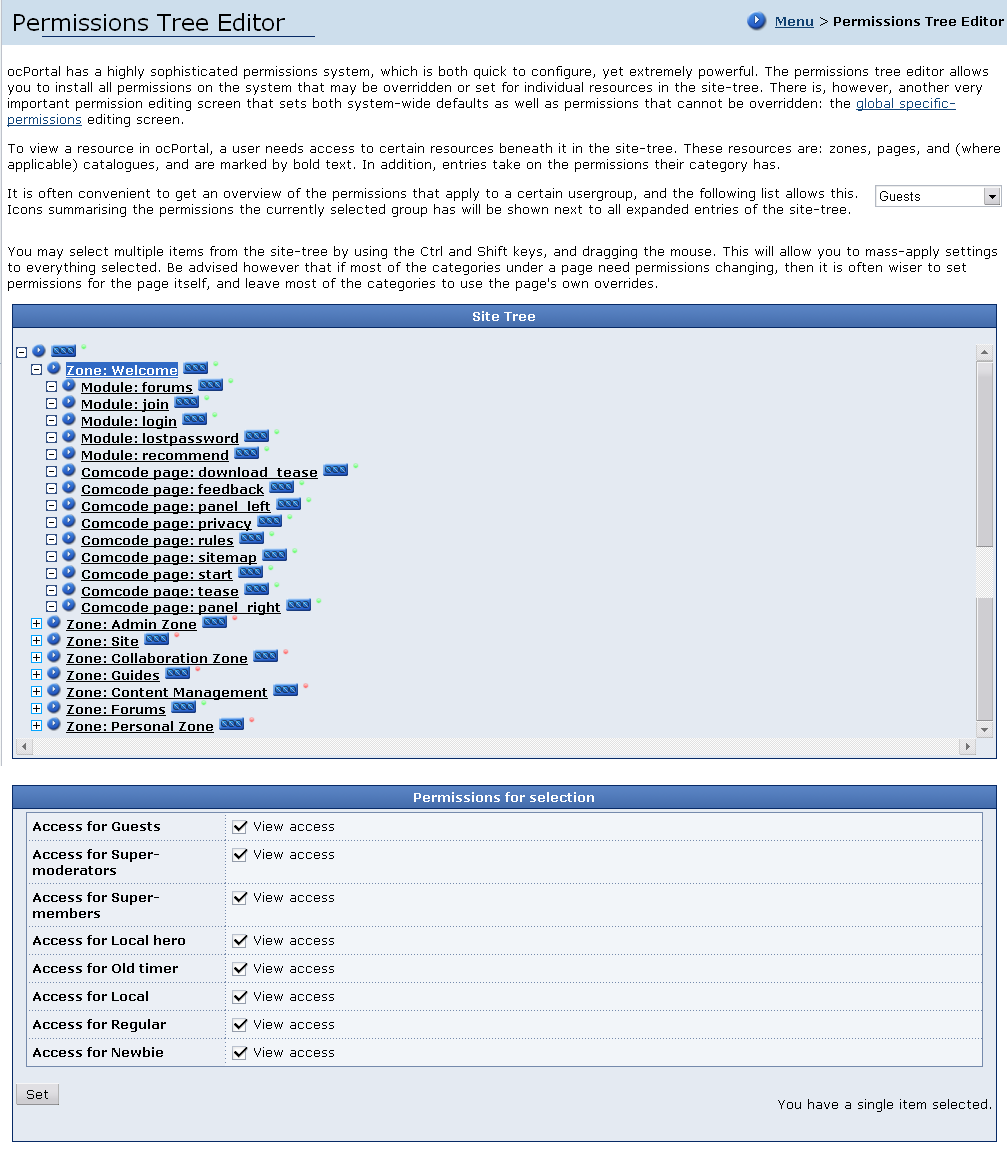 Permissions Tree Editor
Menu > Permissions Tree Editor
ocPortal has a highly sophisticated permissions system, which is both quick to configure, yet extremely powerful. The permissions tree editor allows
you to install all permissions on the system that may be overridden or set for individual resources in the site-tree. There is, however, another very
important permission editing screen that sets both system-wide defaults as well as permissions that cannot be overridden: the global specific-
permissions editing screen.
To view a resource in ocPortal, a user needs access to certain resources beneath it in the site-tree. These resources are: zones, pages, and (where
applicable) catalogues, and are marked by bold text. In addition, entries take on the permissions their category has.
It is often convenient to get an overview of the permissions that apply to a certain usergroup, and the following list allows this.
Icons summarising the permissions the currently selected group has will be shown next to all expanded entries of the site-tree.
Guests
You may select multiple items from the site-tree by using the Ctrl and Shift keys, and dragging the mouse. This will allow you to mass-apply settings
to everything selected. Be advised however that if most of the categories under a page need permissions changing, then it is often wiser to set
permissions for the page itself, and leave most of the categories to use the page's own overrides.
Site Tree
Zone: Welcome
Module: forums
Module: join
Module: login
Module: lostpassword
Module: recommend
Comcode page: download_tease
Comcode page: feedback
Comcode page: panel_left
Comcode page: privacy
Comcode page: rules
Comcode page: sitemap
Comcode page: start
Comcode page: tease
Comcode page: panel_right
Zone: Admin Zone
Zone: Site
Zone: Collaboration Zone
Zone: Guides
Zone: Content Management
Zone: Forums
Zone: Personal Zone
Permissions for selection
Access for Guests View access
Access for Super- View access
moderators
Access for Super- View access
members
Access for Local hero View access
Access for Old timer View access
Access for Local View access
Access for Regular View access
Access for Newbie View access
Set
You have a single item selected.